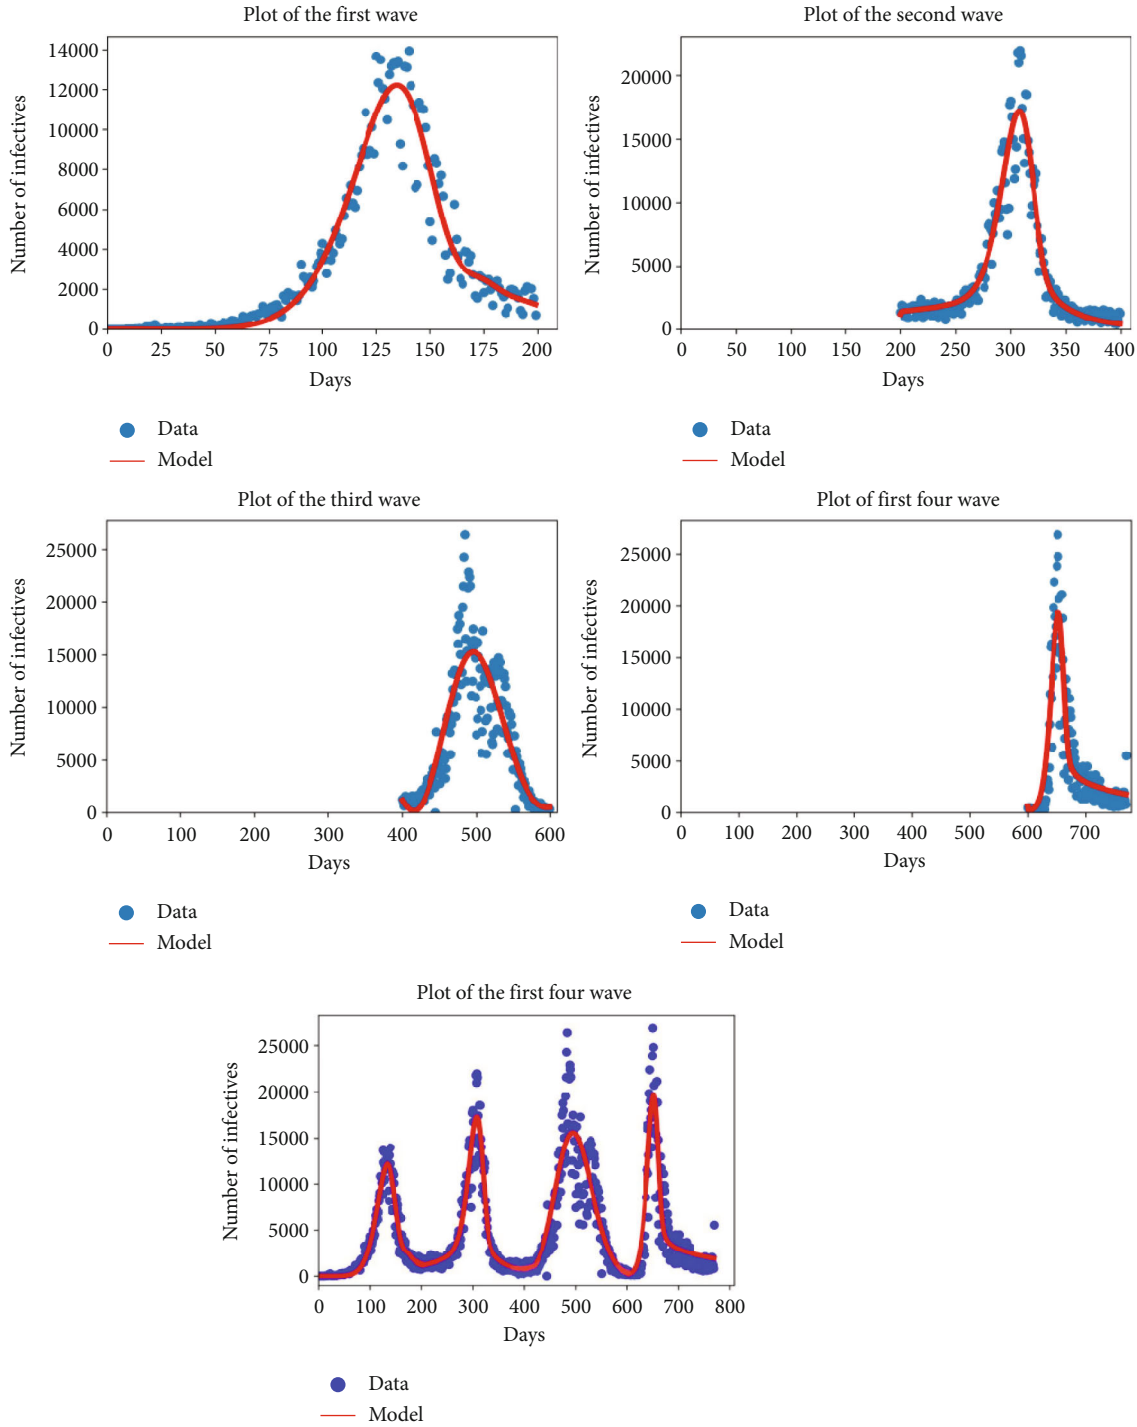 Plot of the first wave
Number of infectives
14000
12000
10000
8000
6000
4000
2000
0
0 25 50 75 100 125 150 175 200
Days
Data
Model
Plot of the second wave
Number of infectives
20000
15000
10000
5000
0
0 50 100 150 200 250 300 350 400
Days
Data
Model
Plot of the third wave
Number of infectives
25000
20000
15000
10000
5000
0
0 100 200 300 400 500 600
Days
Data
Model
Plot of first four wave
Number of infectives
25000
20000
15000
10000
5000
0
0 100 200 300 400 500 600 700
Days
Data
Model
Plot of the first four wave
Number of infectives
25000
20000
15000
10000
5000
0
0 100 200 300 400 500 600 700 800
Days
Data
Model